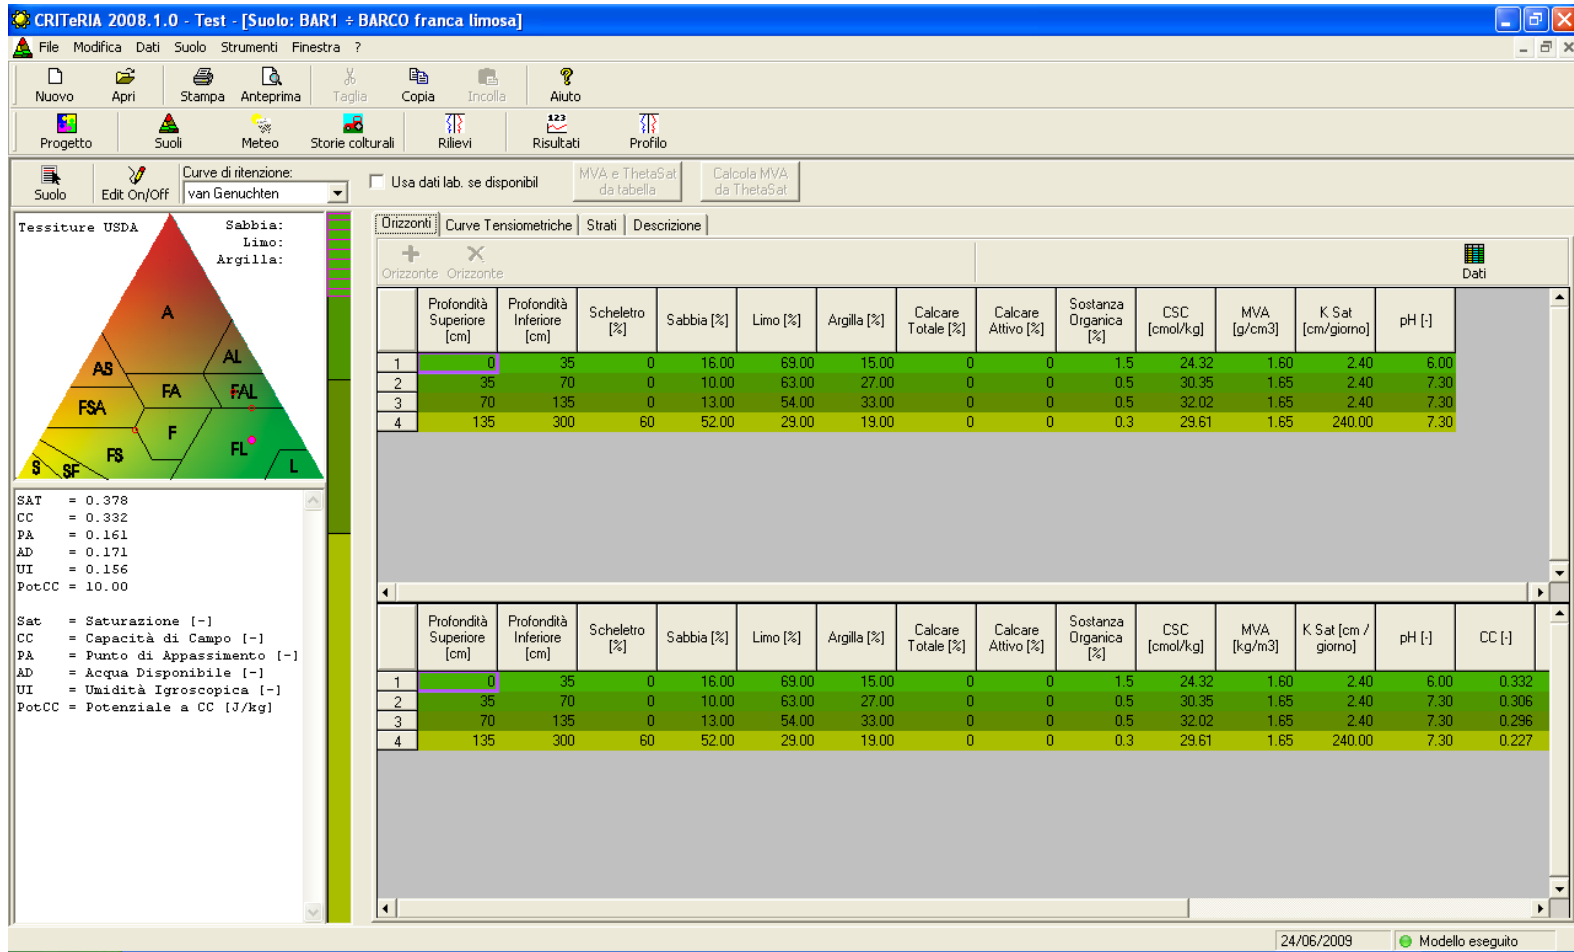 CRITeRIA 2008.1.0 - Test - [Suolo: BAR1 ÷ BARCO franca limosa]
File Modifica Dati Suolo Strumenti Finestra ?
Nuovo Apri Stampa Anteprima Taglia Copia Incolla Aiuto
Progetto Suoli Meteo Storie colturali Rilievi 123 Risultati Profilo
Suolo Edit On/Off Curve di ritenzione: van Genuchten Usa dati lab. se disponibil MVA e ThetaSat da tabella Calcola MVA da ThetaSat
Tessiture USDA Sabbia:
Limo:
Argilla:
A
AS AL
FA FAL
FSA
F
FS FL
S SF L
SAT = 0.378
CC = 0.332
PA = 0.161
AD = 0.171
UI = 0.156
PotCC = 10.00
Sat = Saturazione [-]
CC = Capacità di Campo [-]
PA = Punto di Appassimento [-]
AD = Acqua Disponibile [-]
UI = Umidità Igroscopica [-]
PotCC = Potenziale a CC [J/kg]
Orizzonti Curve Tensiometriche Strati Descrizione
Orizzonte Orizzonte Dati
Profondità Superiore [cm] Profondità Inferiore [cm] Scheletro [%] Sabbia [%] Limo [%] Argilla [%] Calcare Totale [%] Calcare Attivo [%] Sostanza Organica [%] CSC [cmol/kg] MVA [g/cm3] K Sat [cm/giorno] pH [-]
1 0 35 0 16.00 69.00 15.00 0 0 1.5 24.32 1.60 2.40 6.00
2 35 70 0 10.00 63.00 27.00 0 0 0.5 30.35 1.65 2.40 7.30
3 70 135 0 13.00 54.00 33.00 0 0 0.5 32.02 1.65 2.40 7.30
4 135 300 60 52.00 29.00 19.00 0 0 0.3 29.61 1.65 240.00 7.30
Profondità Superiore [cm] Profondità Inferiore [cm] Scheletro [%] Sabbia [%] Limo [%] Argilla [%] Calcare Totale [%] Calcare Attivo [%] Sostanza Organica [%] CSC [cmol/kg] MVA [kg/m3] K Sat [cm / giorno] pH [-] CC [-]
1 0 35 0 16.00 69.00 15.00 0 0 1.5 24.32 1.60 2.40 6.00 0.332
2 35 70 0 10.00 63.00 27.00 0 0 0.5 30.35 1.65 2.40 7.30 0.306
3 70 135 0 13.00 54.00 33.00 0 0 0.5 32.02 1.65 2.40 7.30 0.296
4 135 300 60 52.00 29.00 19.00 0 0 0.3 29.61 1.65 240.00 7.30 0.227
24/06/2009 Modello eseguito